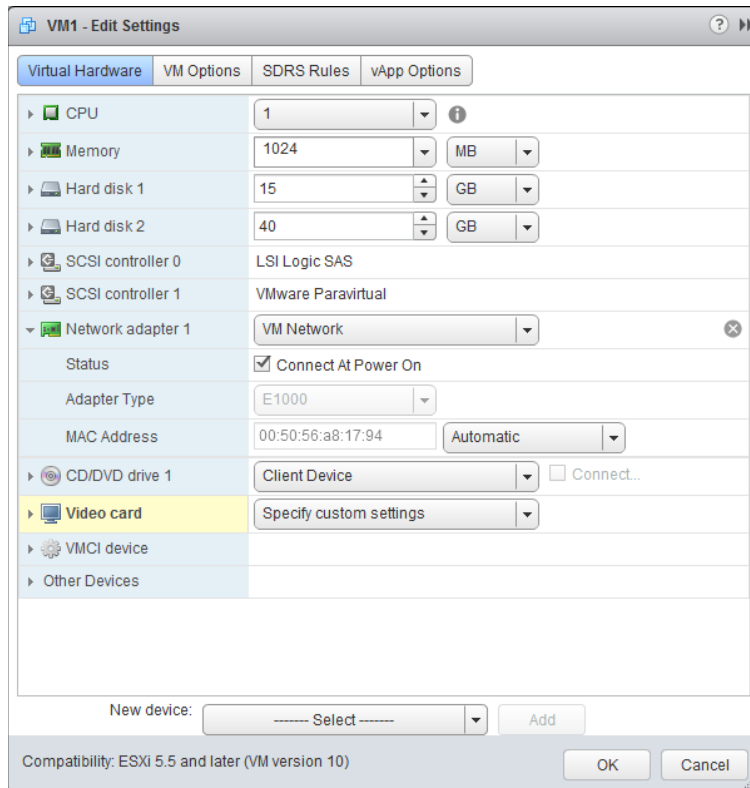 VM1 - Edit Settings
Virtual Hardware VM Options SDRS Rules vApp Options
CPU 1
Memory 1024 MB
Hard disk 1 15 GB
Hard disk 2 40 GB
SCSI controller 0 LSI Logic SAS
SCSI controller 1 VMware Paravirtual
Network adapter 1 VM Network
Status Connect At Power On
Adapter Type E1000
MAC Address 00:50:56:a8:17:94 Automatic
CD/DVD drive 1 Client Device Connect...
Video card Specify custom settings
VMCI device
Other Devices
New device: ------- Select ------- Add
Compatibility: ESXi 5.5 and later (VM version 10) OK Cancel